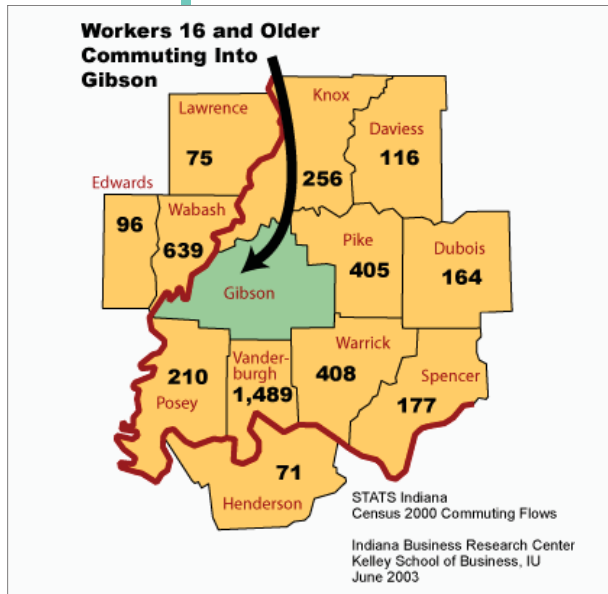 Workers 16 and Older
Commuting Into
Gibson
Knox
Lawrence
Daviess
75
116
256
Edwards
96
Wabash
639
Pike
405
Dubois
164
Gibson
Warrick
408
Vander-
burgh
1,489
210
Posey
Spencer
177
71
Henderson
STATS Indiana
Census 2000 Commuting Flows
Indiana Business Research Center
Kelley School of Business, IU
June 2003